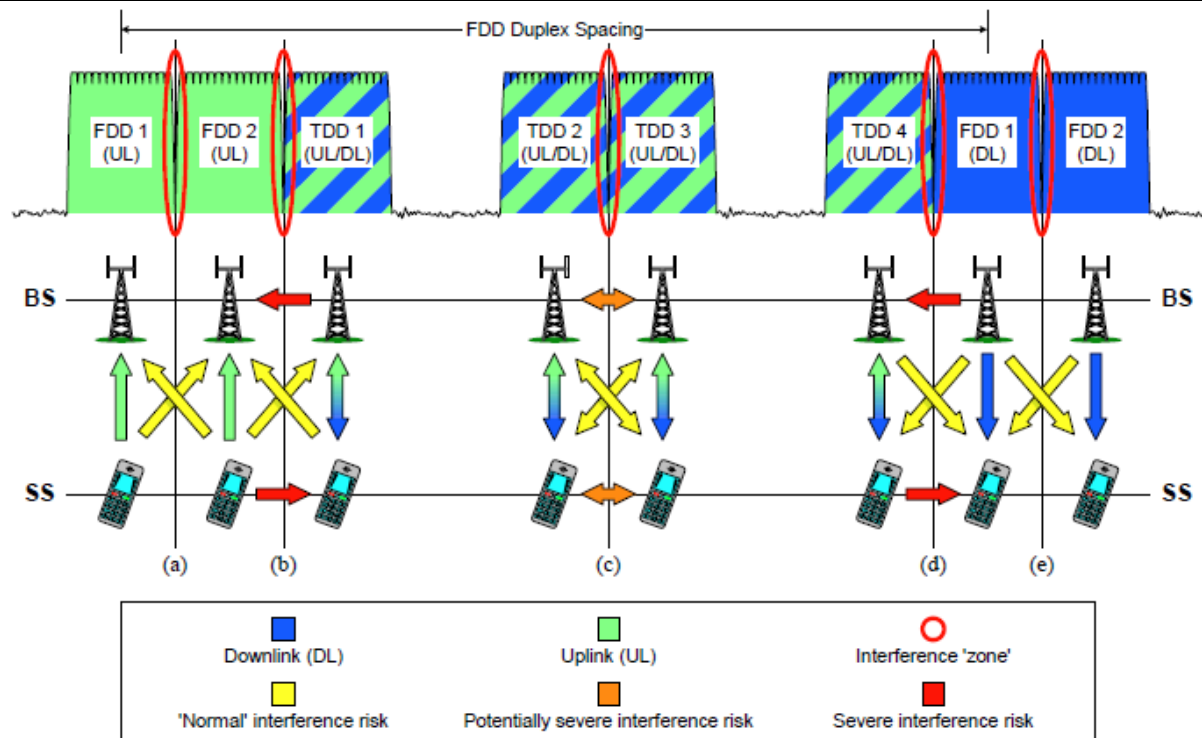 FDD Duplex Spacing
FDD 1
(UL)
FDD 2
(UL)
TDD 1
(UL/DL)
TDD 2
(UL/DL)
TDD 3
(UL/DL)
TDD 4
(UL/DL)
FDD 1
(DL)
FDD 2
(DL)
BS
BS
SS
SS
(a)
(b)
(c)
(d)
(e)
Downlink (DL)
Uplink (UL)
Interference 'zone'
'Normal' interference risk
Potentially severe interference risk
Severe interference risk